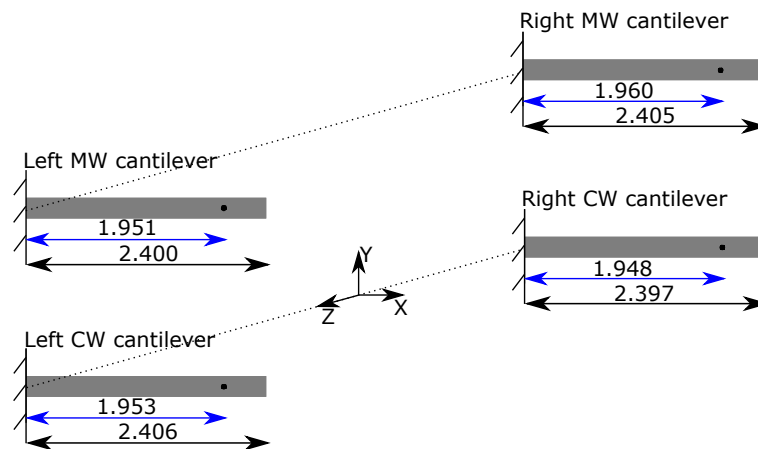 Right MW cantilever
1.960
2.405
Left MW cantilever
1.951
2.400
Right CW cantilever
1.948
2.397
Y
X
Z
Left CW cantilever
1.953
2.406